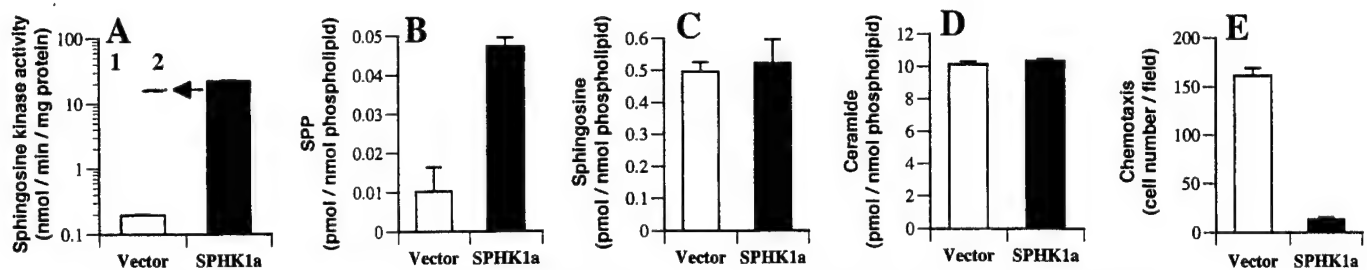 A
1 2
Sphingosine kinase activity
(nmol / min / mg protein)
100
10
1
0.1
Vector SPHK1a
B
SPP
(pmol / nmol phospholipid)
0.05
0.04
0.03
0.02
0.01
0
Vector SPHK1a
C
Sphingosine
(pmol / nmol phospholipid)
0.6
0.5
0.4
0.3
0.2
0.1
0
Vector SPHK1a
D
Ceramide
(pmol / nmol phospholipid)
12
10
8
6
4
2
0
Vector SPHK1a
E
Chemotaxis
(cell number / field)
200
150
100
50
0
Vector SPHK1a